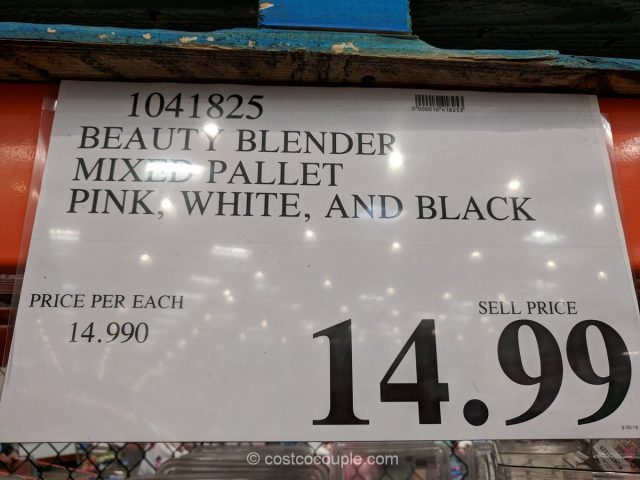 1041825
BEAUTY BLENDER
MIXED PALLET
PINK, WHITE, AND BLACK
PRICE PER EACH
14.990
SELL PRICE
14.99
© costcocouple.com